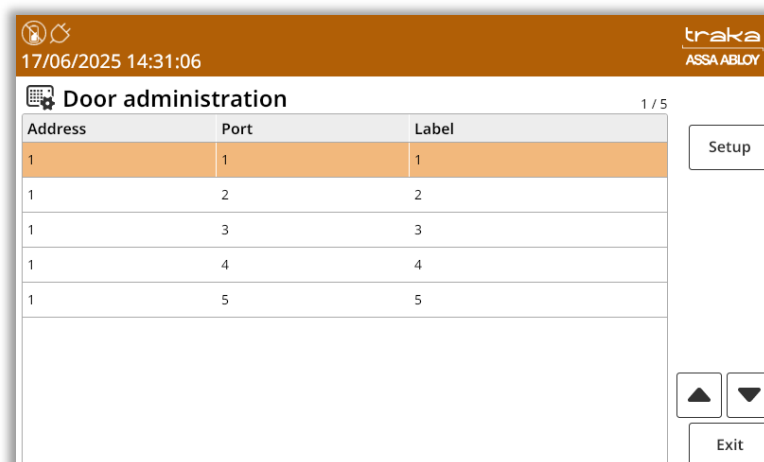 17/06/2025 14:31:06
traka
ASSA ABLOY
Door administration
1 / 5
Address Port Label
1 1 1
1 2 2
1 3 3
1 4 4
1 5 5
Setup
Exit